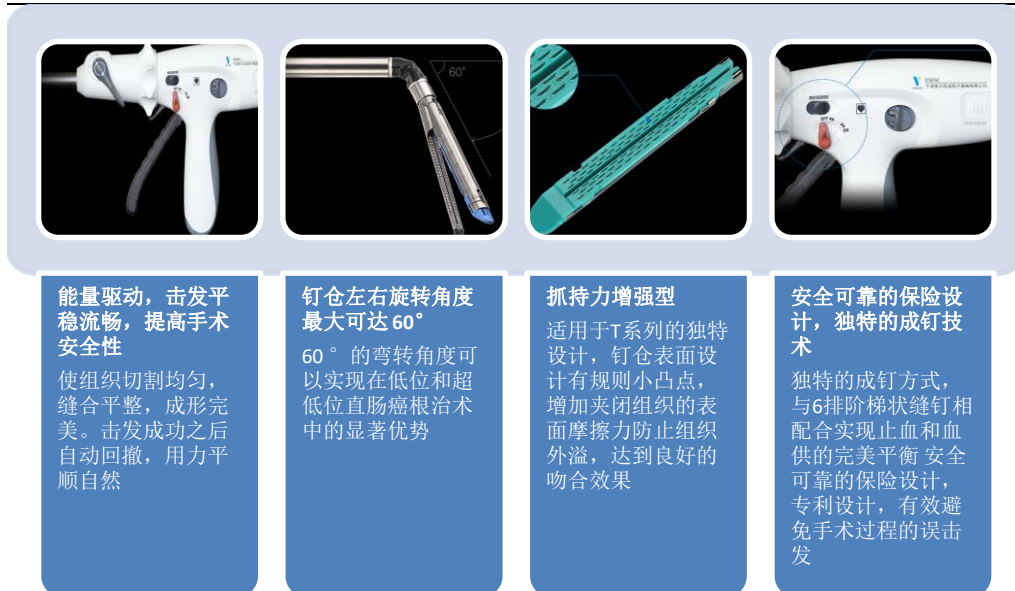 60°
REVERSE
能量驱动，击发平
稳流畅，提高手术
安全性
使组织切割均匀，
缝合平整，成形完
美。击发成功之后
自动回撤，用力平
顺自然
钉仓左右旋转角度
最大可达 60°
60 ° 的弯转角度可
以实现在低位和超
低位直肠癌根治术
中的显著优势
抓持力增强型
适用于T系列的独特
设计，钉仓表面设
计有规则小凸点，
增加夹闭组织的表
面摩擦力防止组织
外溢，达到良好的
吻合效果
安全可靠的保险设
计，独特的成钉技
术
独特的成钉方式，
与6排阶梯状缝钉相
配合实现止血和血
供的完美平衡 安全
可靠的保险设计，
专利设计，有效避
免手术过程的误击
发